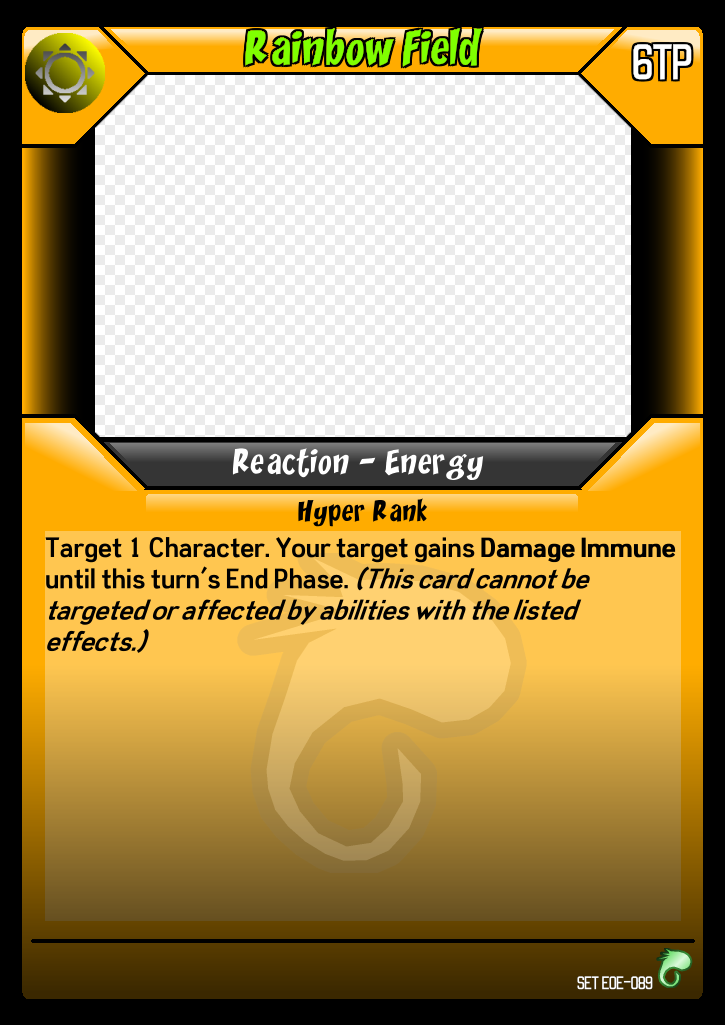 Rainbow Field
6TP
Reaction - Energy
Hyper Rank
Target 1 Character. Your target gains Damage Immune
until this turn's End Phase. (This card cannot be
targeted or affected by abilities with the listed
effects.)
SET EOE-089